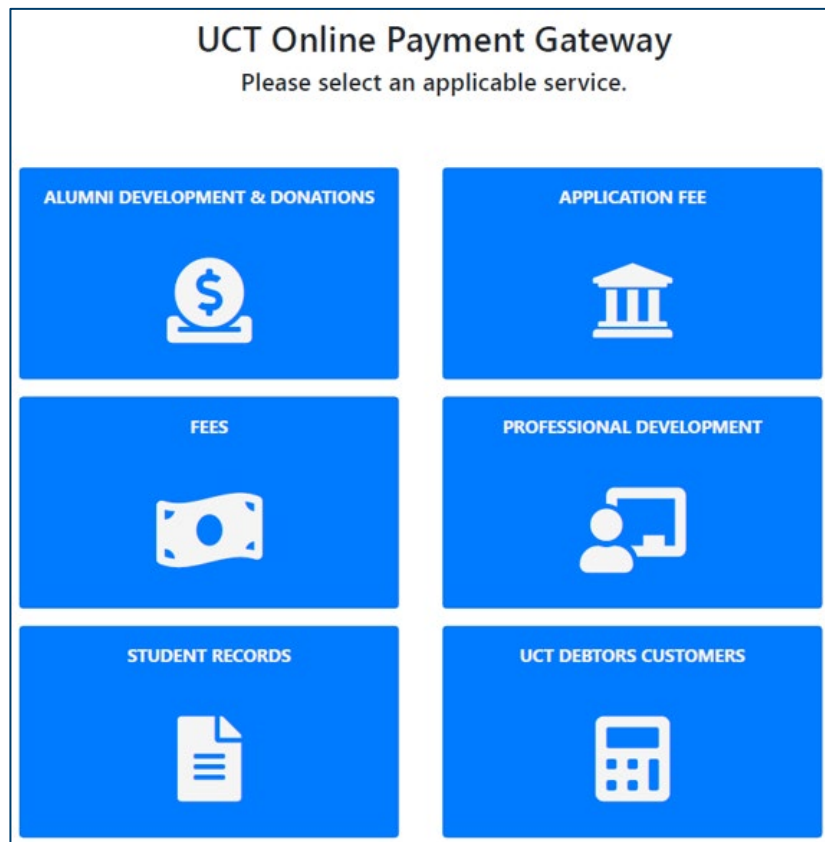 UCT Online Payment Gateway
Please select an applicable service.
ALUMNI DEVELOPMENT & DONATIONS
APPLICATION FEE
$
FEES
PROFESSIONAL DEVELOPMENT
STUDENT RECORDS
UCT DEBTORS CUSTOMERS